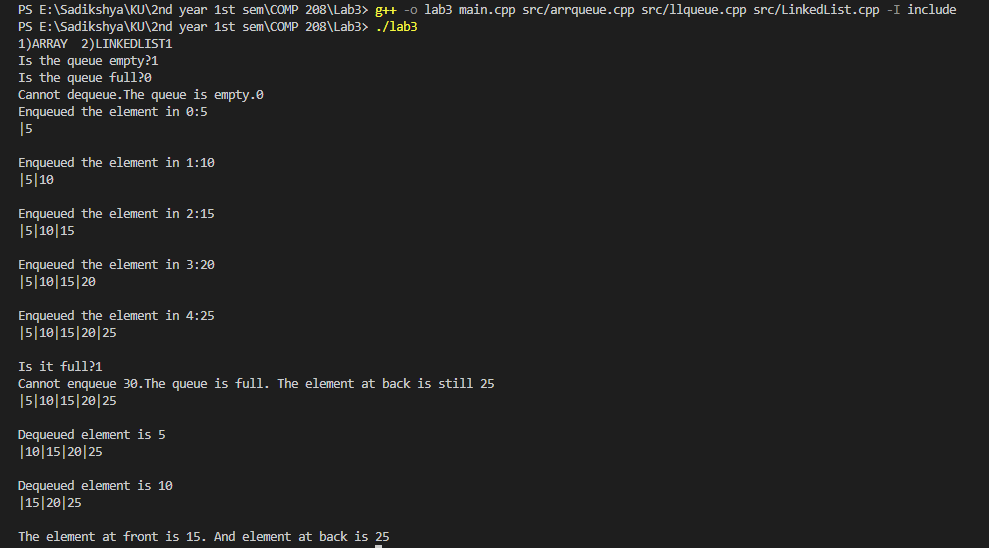 PS E:\Sadikshya\KU\2nd year 1st sem\COMP 208\Lab3> g++ -o lab3 main.cpp src/arrqueue.cpp src/llqueue.cpp src/LinkedList.cpp -I include
PS E:\Sadikshya\KU\2nd year 1st sem\COMP 208\Lab3> ./lab3
1)ARRAY  2)LINKEDLIST1
Is the queue empty?1
Is the queue full?0
Cannot dequeue.The queue is empty.0
Enqueued the element in 0:5
|5
Enqueued the element in 1:10
|5|10
Enqueued the element in 2:15
|5|10|15
Enqueued the element in 3:20
|5|10|15|20
Enqueued the element in 4:25
|5|10|15|20|25
Is it full?1
Cannot enqueue 30.The queue is full. The element at back is still 25
|5|10|15|20|25
Dequeued element is 5
|10|15|20|25
Dequeued element is 10
|15|20|25
The element at front is 15. And element at back is 25